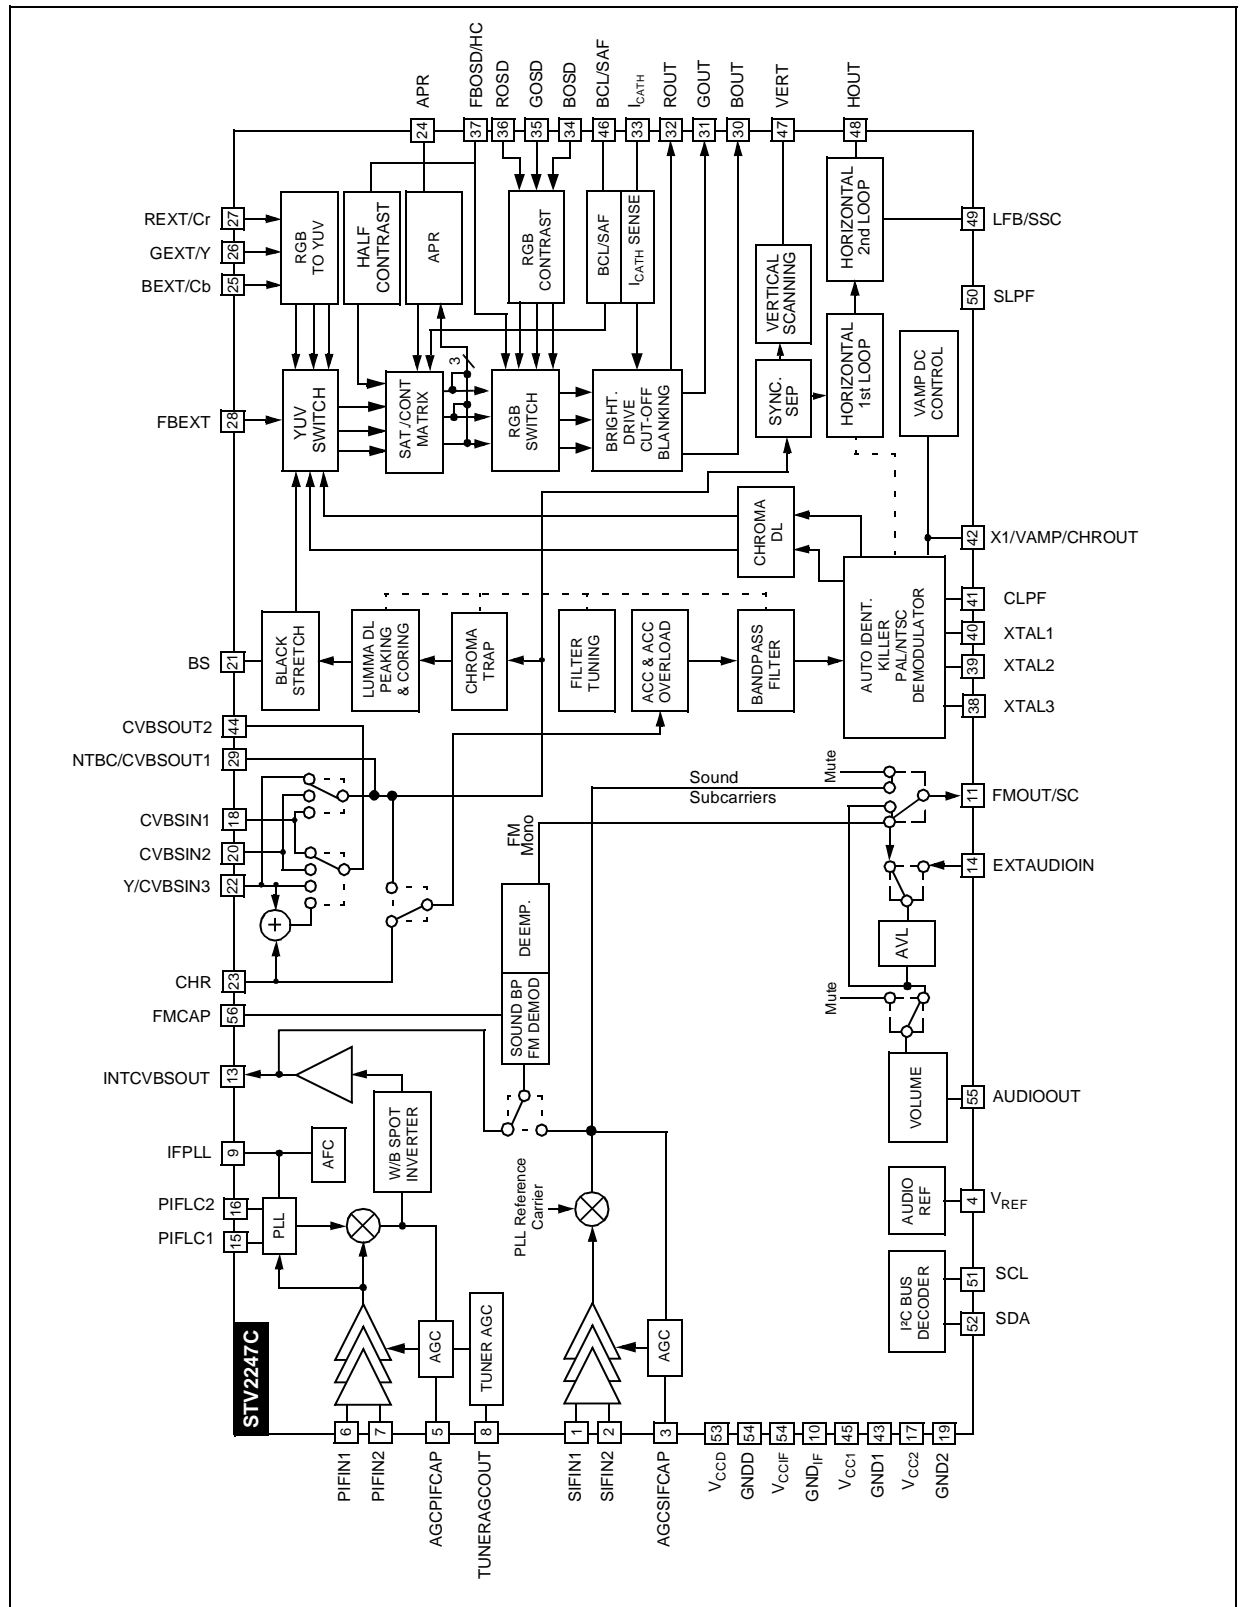 APR
FBOSD/HC
ROSD
GOSD
BOSD
BCL/SAF
ICATH
ROUT
GOUT
BOUT
VERT
HOUT
24
37
36
35
34
46
33
32
31
30
47
48
REXT/Cr
27
GEXT/Y
26
BEXT/Cb
25
RGB
TO YUV
HALF
CONTRAST
APR
RGB
CONTRAST
BCL/SAF
ICATH SENSE
VERTICAL
SCANNING
HORIZONTAL
2nd LOOP
49
LFB/SSC
50
SLPF
3
FBEXT
28
YUV
SWITCH
SAT./CONT
MATRIX
RGB
SWITCH
BRIGHT.
DRIVE
CUT-OFF
BLANKING
SYNC.
SEP
HORIZONTAL
1st LOOP
VAMP DC
CONTROL
CHROMA
DL
42
X1/VAMP/CHROUT
BS
21
BLACK
STRETCH
LUMMA DL
PEAKING
& CORING
CHROMA
TRAP
FILTER
TUNING
ACC & ACC
OVERLOAD
BANDPASS
FILTER
AUTO IDENT.
KILLER
PAL/NTSC
DEMODULATOR
41
CLPF
40
XTAL1
39
XTAL2
38
XTAL3
CVBSOUT2
44
NTBC/CVBSOUT1
29
CVBSIN1
18
CVBSIN2
20
Y/CVBSIN3
22
+
CHR
23
FMCAP
56
INTCVBSOUT
13
Sound
Subcarriers
Mute
11
FMOUT/SC
FM
Mono
14
EXTAUDIOIN
DEEMP.
SOUND BP
FM DEMOD
AVL
Mute
VOLUME
55
AUDIOOUT
IFPLL
9
AFC
W/B SPOT
INVERTER
PIFLC2
16
PIFLC1
15
PLL
PLL Reference
Carrier
AUDIO
REF
4
VREF
I²C BUS
DECODER
51
SCL
52
SDA
STV2247C
AGC
TUNER AGC
AGC
6
7
5
8
1
2
3
53
54
54
10
45
43
17
19
PIFIN1
PIFIN2
AGCPIFCAP
TUNERAGCOUT
SIFIN1
SIFIN2
AGCSIFCAP
VCCD
GNDD
VCCIF
GNDIF
VCC1
GND1
VCC2
GND2